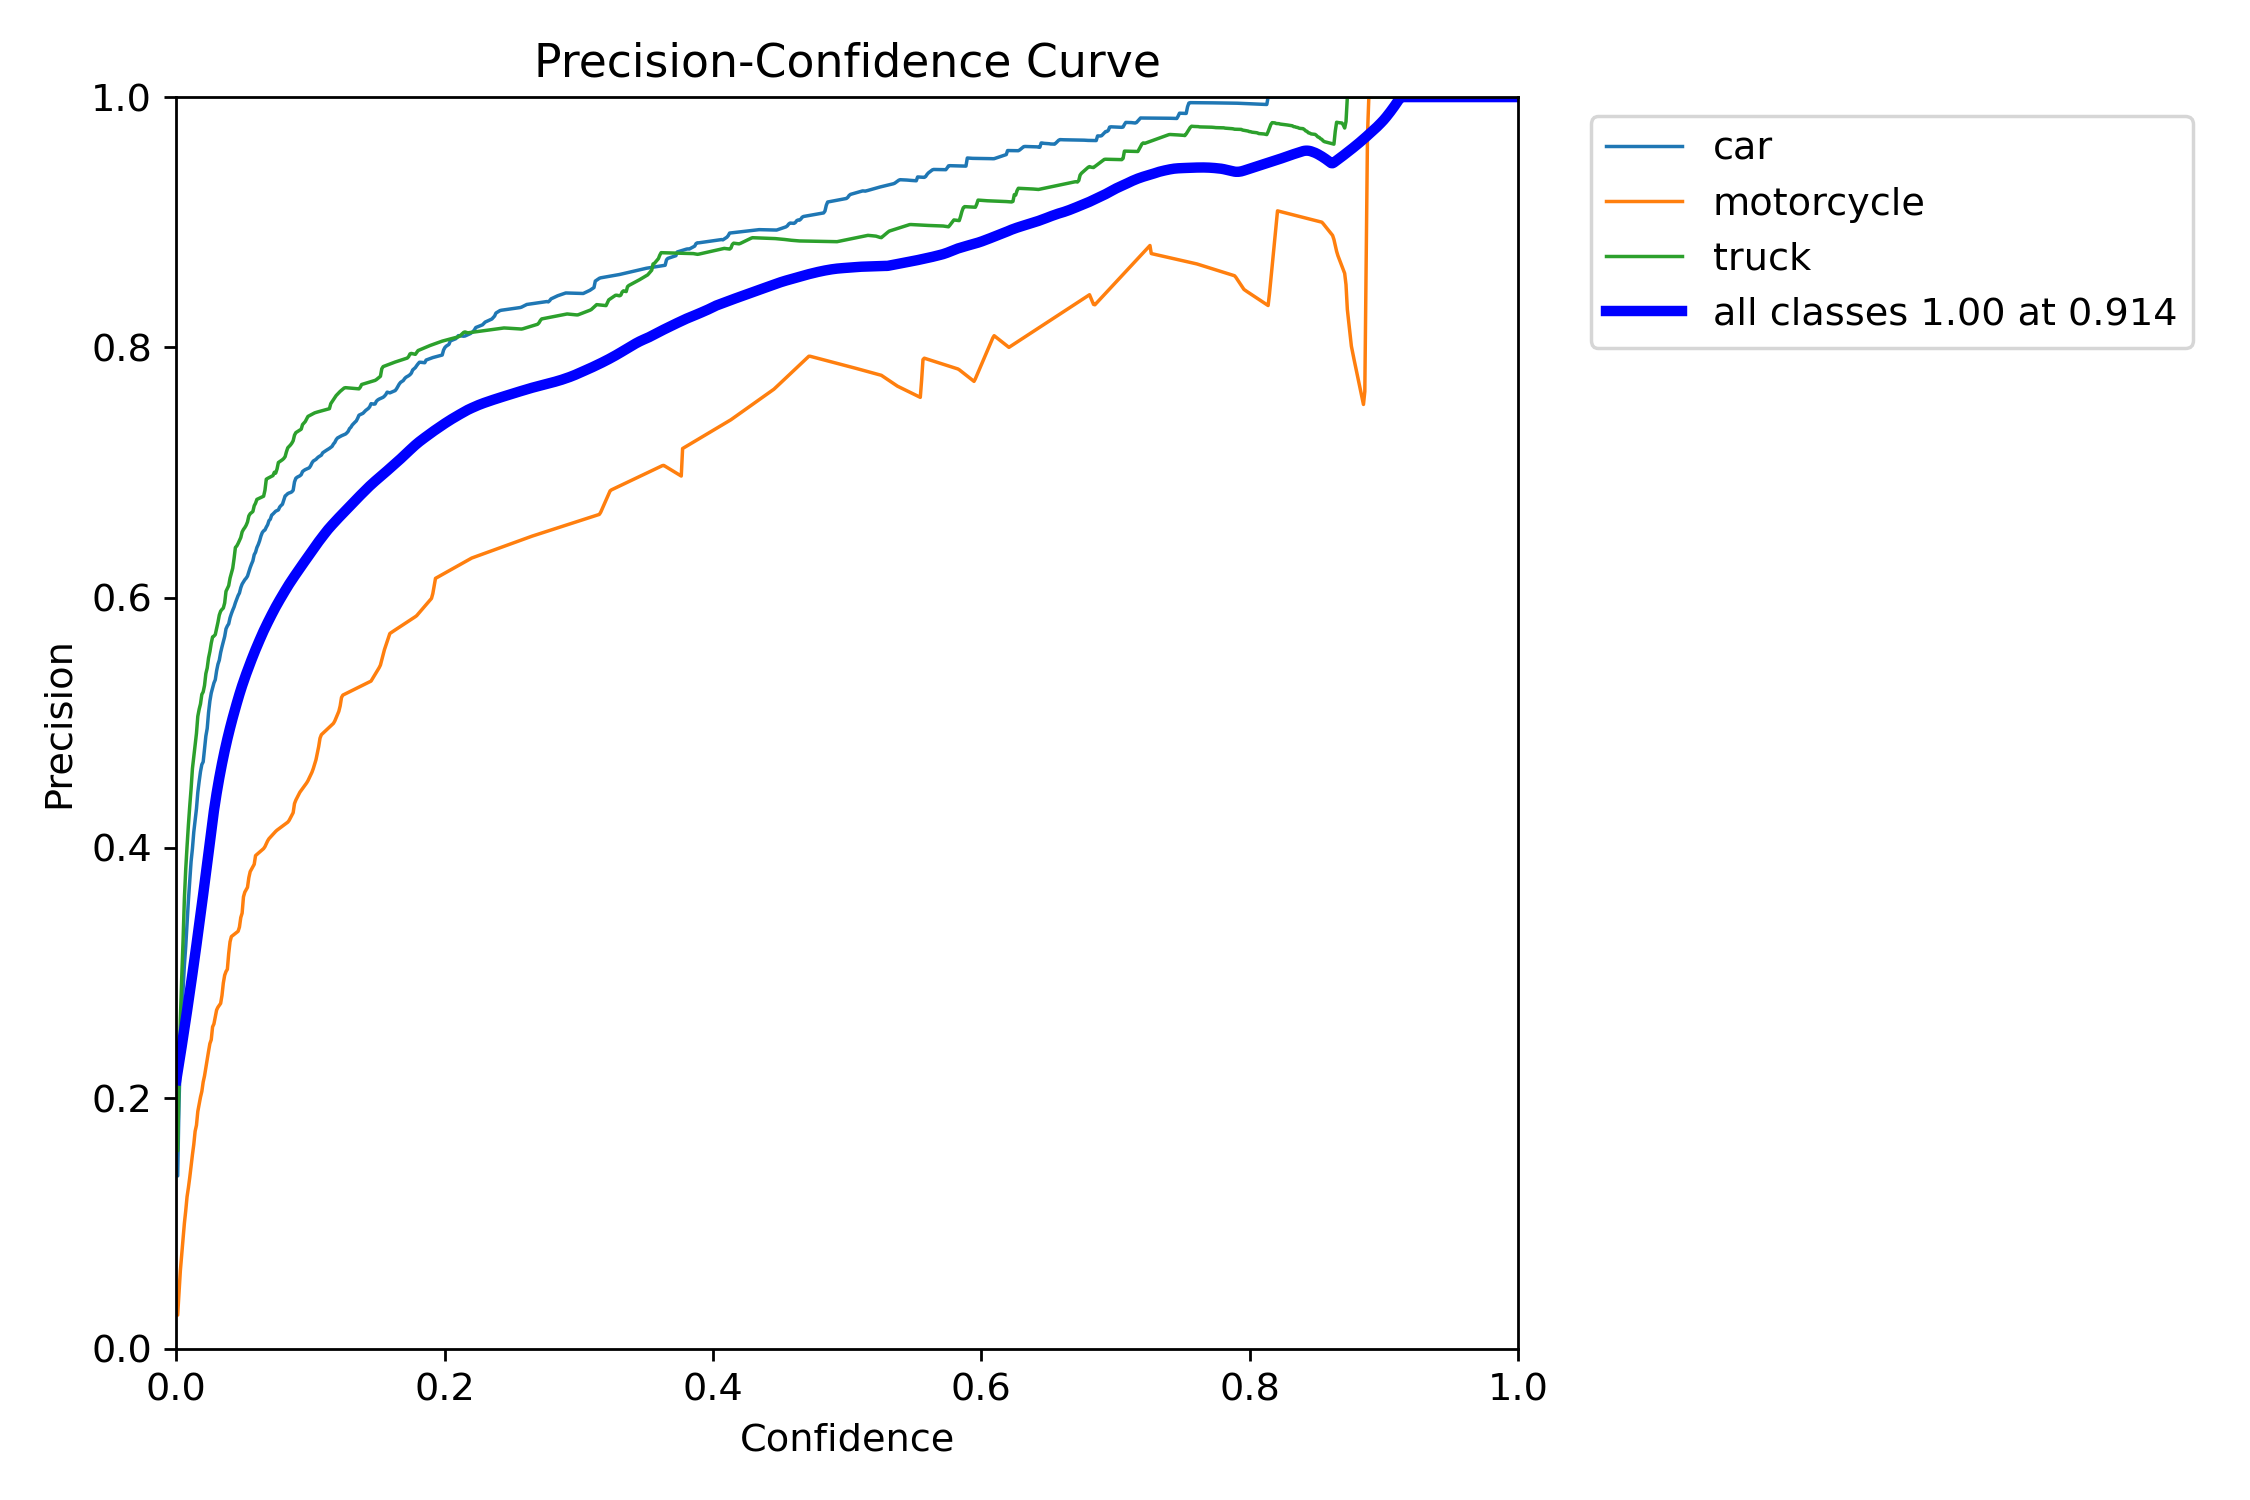 Precision-Confidence Curve
1.0
0.8
0.6
0.4
0.2
0.0
Precision
0.0 0.2 0.4 0.6 0.8 1.0
Confidence
car
motorcycle
truck
all classes 1.00 at 0.914